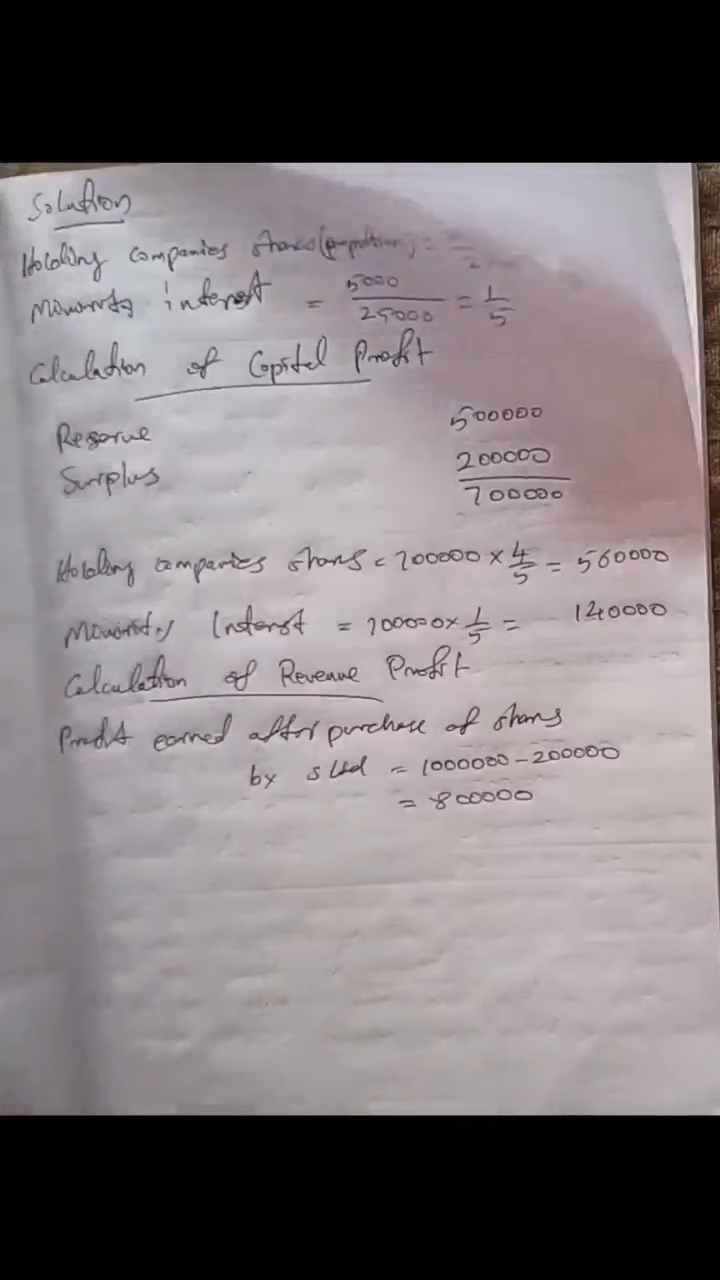 Solution
Holding companies shares (proportion) =
Minority interest = 5000 / 25000 = 1/5
Calculation of Capital Profit
Reserve 500000
Surplus 200000
700000
Holding companies shares = 700000 × 4/5 = 560000
Minority Interest = 700000 × 1/5 = 140000
Calculation of Revenue Profit
Profit earned after purchase of shares
by S Ltd = 1000000 - 200000
= 800000